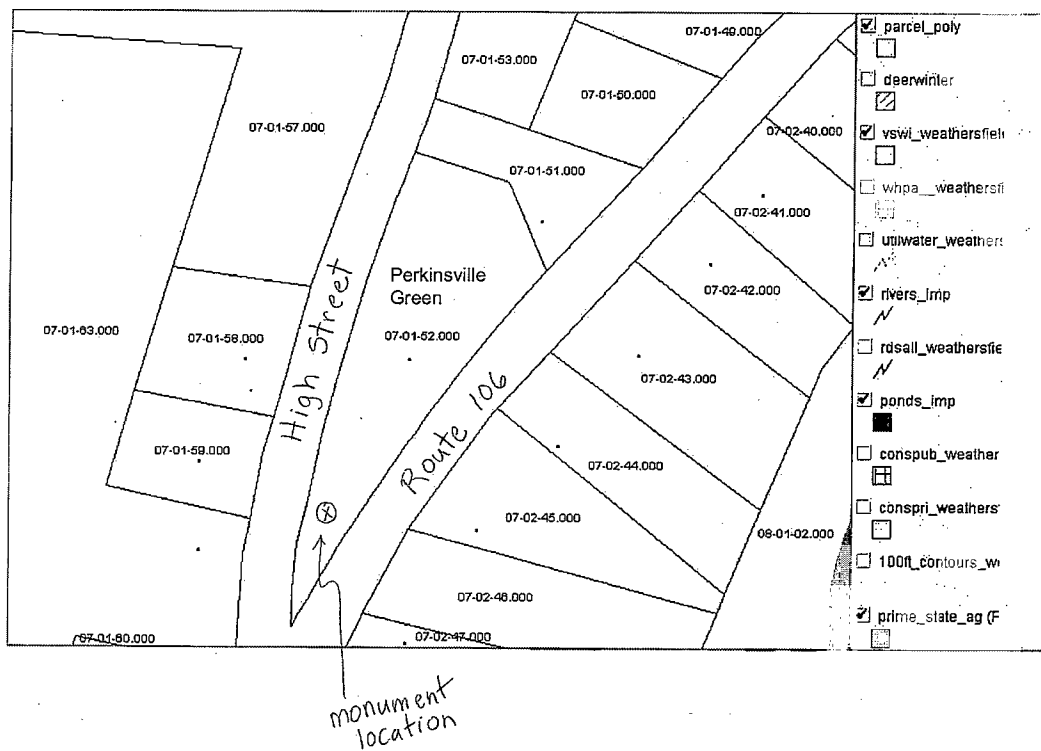 07-01-49.000
07-01-53.000
07-01-50.000
07-01-57.000
07-02-40.000
07-01-51.000
07-02-41.000
Perkinsville
Green
07-02-42.000
07-01-63.000
07-01-58.000
High Street
07-01-52.000
07-02-43.000
Route 106
07-01-59.000
07-02-44.000
07-02-45.000
08-01-02.000
07-02-46.000
07-01-60.000
07-02-47.000
monument
location
parcel_poly
deerwinter
vswi_weathersfiel
whpa__weathersfi
utilwater_weathers
rivers_imp
rdsall_weathersfie
ponds_imp
conspub_weather
conspri_weathers
100ft_contours_w
prime_state_ag (F